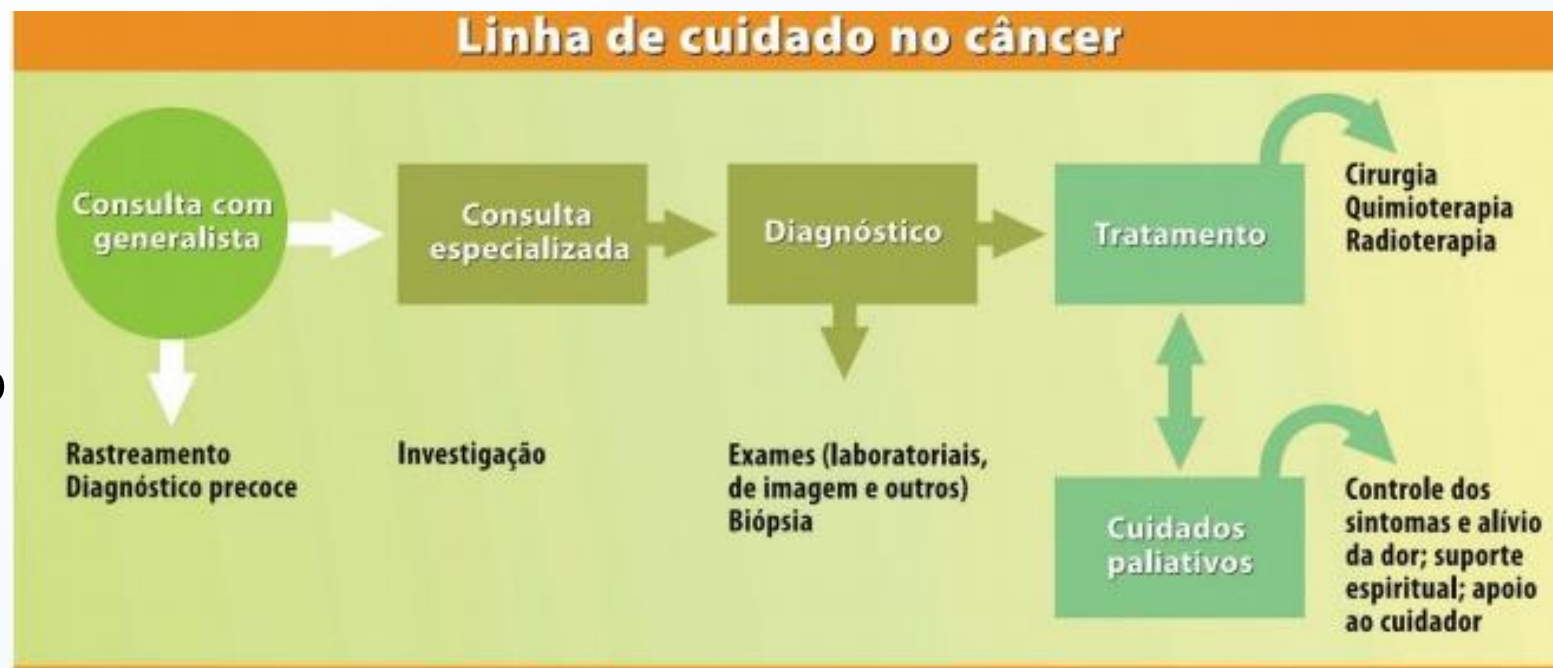 Linha de cuidado no câncer
Consulta com
generalista
Consulta
especializada
Diagnóstico
Tratamento
Cirurgia
Quimioterapia
Radioterapia
Rastreamento
Diagnóstico precoce
Investigação
Exames (laboratoriais,
de imagem e outros)
Biópsia
Cuidados
paliativos
Controle dos
sintomas e alívio
da dor; suporte
espiritual; apoio
ao cuidador